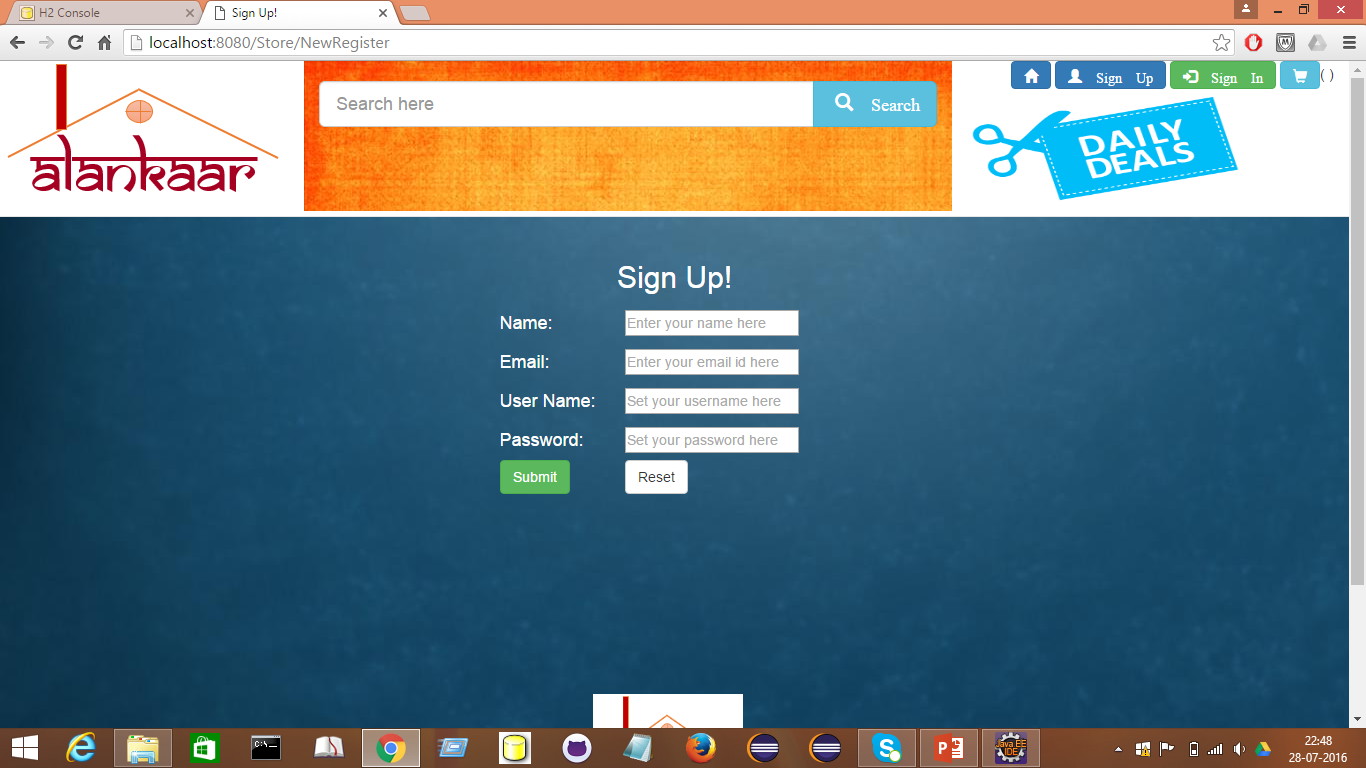 H2 Console
Sign Up!
localhost:8080/Store/NewRegister
alankaar
Search here
Search
Sign Up
Sign In
( )
DAILY
DEALS
Sign Up!
Name:
Enter your name here
Email:
Enter your email id here
User Name:
Set your username here
Password:
Set your password here
Submit
Reset
C:\_
Java EE
IDE
22:48
28-07-2016